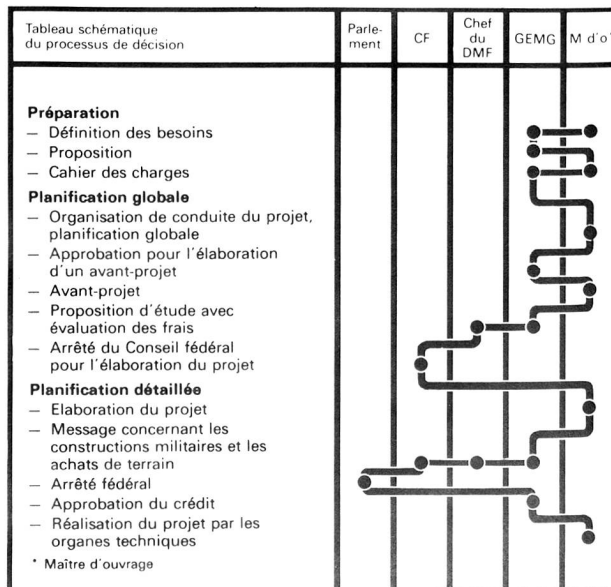 Tableau schématique
du processus de décision
Parle-
ment
CF
Chef
du
DMF
GEMG
M d'o*
Préparation
— Définition des besoins
— Proposition
— Cahier des charges
Planification globale
— Organisation de conduite du projet,
planification globale
— Approbation pour l'élaboration
d'un avant-projet
— Avant-projet
— Proposition d'étude avec
évaluation des frais
— Arrêté du Conseil fédéral
pour l'élaboration du projet
Planification détaillée
— Elaboration du projet
— Message concernant les
constructions militaires et les
achats de terrain
— Arrêté fédéral
— Approbation du crédit
— Réalisation du projet par les
organes techniques
* Maître d'ouvrage